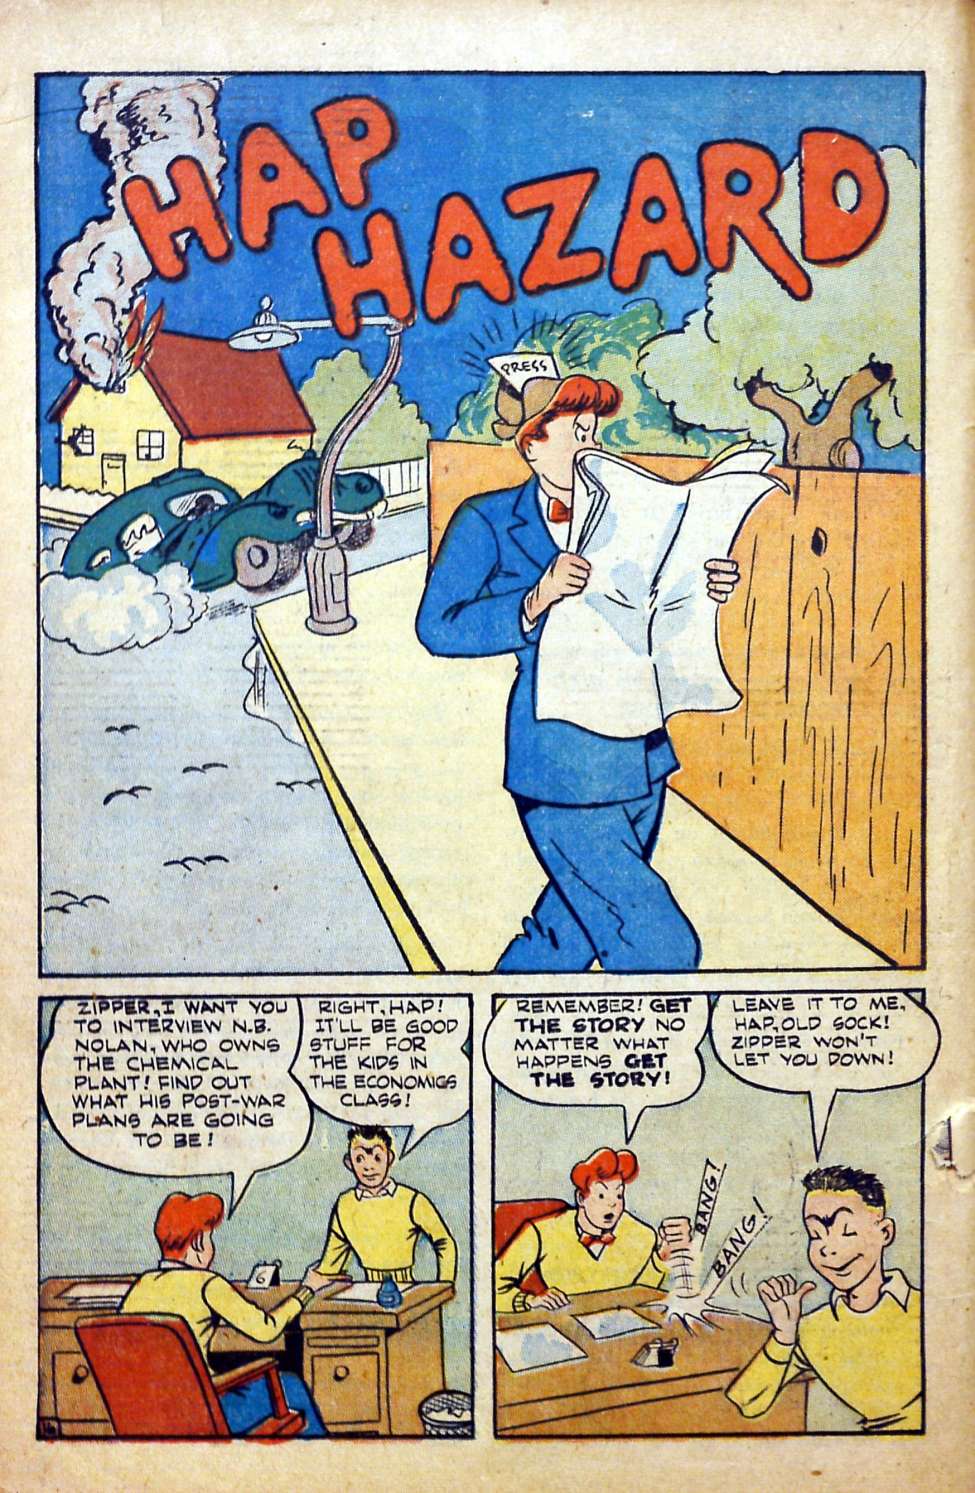 HAP
HAZARD
PRESS
ZIPPER, I WANT YOU
TO INTERVIEW N.B.
NOLAN, WHO OWNS
THE CHEMICAL
PLANT! FIND OUT
WHAT HIS POST-WAR
PLANS ARE GOING
TO BE!
RIGHT, HAP!
IT'LL BE GOOD
STUFF FOR
THE KIDS IN
THE ECONOMICS
CLASS!
6
REMEMBER! GET
THE STORY NO
MATTER WHAT
HAPPENS GET
THE STORY!
LEAVE IT TO ME,
HAP, OLD SOCK!
ZIPPER WON'T
LET YOU DOWN!
BANG!
BANG!